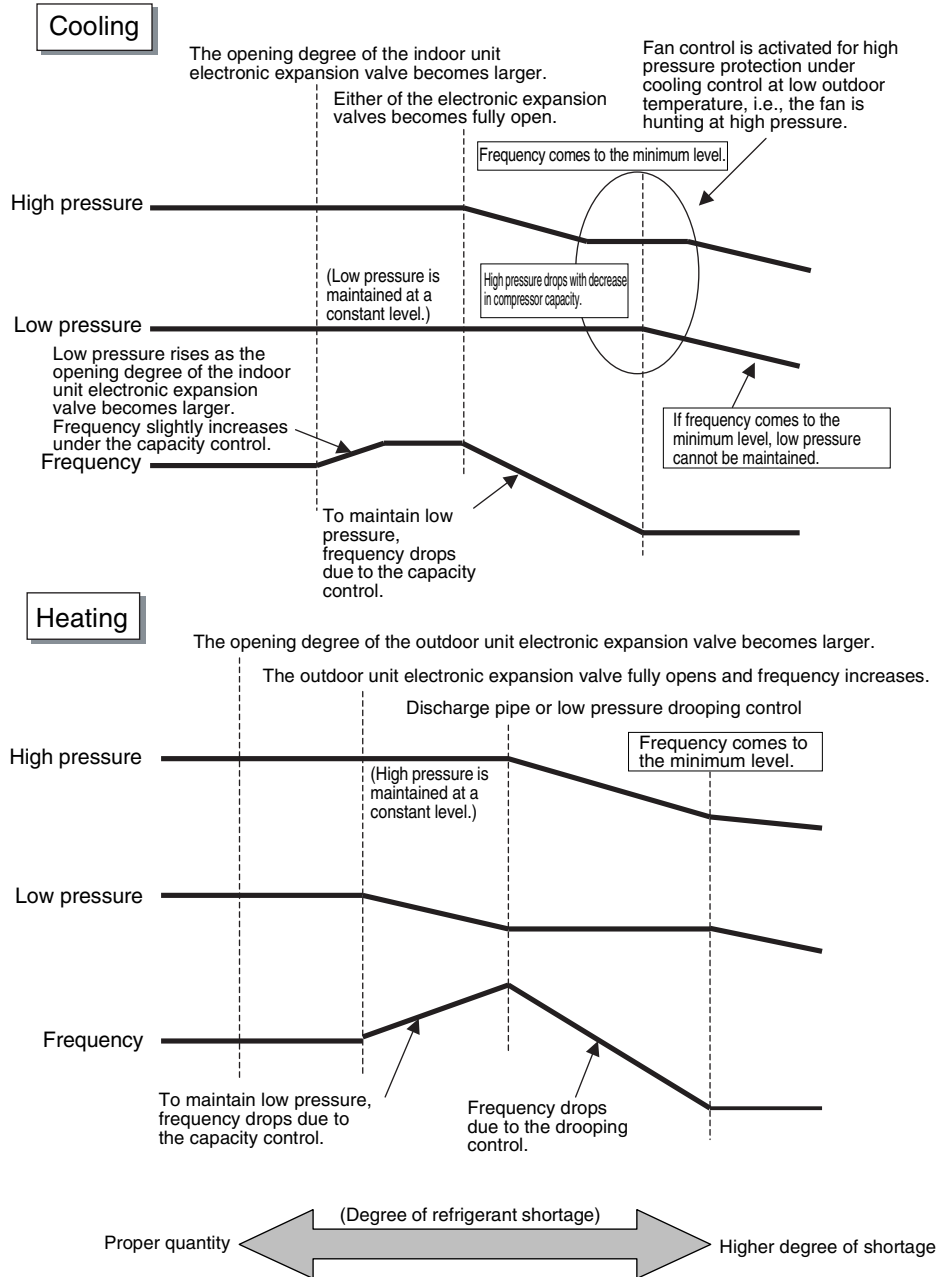 Cooling
The opening degree of the indoor unit
electronic expansion valve becomes larger.
Either of the electronic expansion
valves becomes fully open.
Fan control is activated for high
pressure protection under
cooling control at low outdoor
temperature, i.e., the fan is
hunting at high pressure.
Frequency comes to the minimum level.
High pressure
(Low pressure is
maintained at a
constant level.)
High pressure drops with decrease
in compressor capacity.
Low pressure
Low pressure rises as the
opening degree of the indoor
unit electronic expansion
valve becomes larger.
Frequency slightly increases
under the capacity control.
If frequency comes to the
minimum level, low pressure
cannot be maintained.
Frequency
To maintain low
pressure,
frequency drops
due to the capacity
control.
Heating
The opening degree of the outdoor unit electronic expansion valve becomes larger.
The outdoor unit electronic expansion valve fully opens and frequency increases.
Discharge pipe or low pressure drooping control
High pressure
Frequency comes to
the minimum level.
(High pressure is
maintained at a
constant level.)
Low pressure
Frequency
To maintain low pressure,
frequency drops due to
the capacity control.
Frequency drops
due to the drooping
control.
(Degree of refrigerant shortage)
Proper quantity
Higher degree of shortage